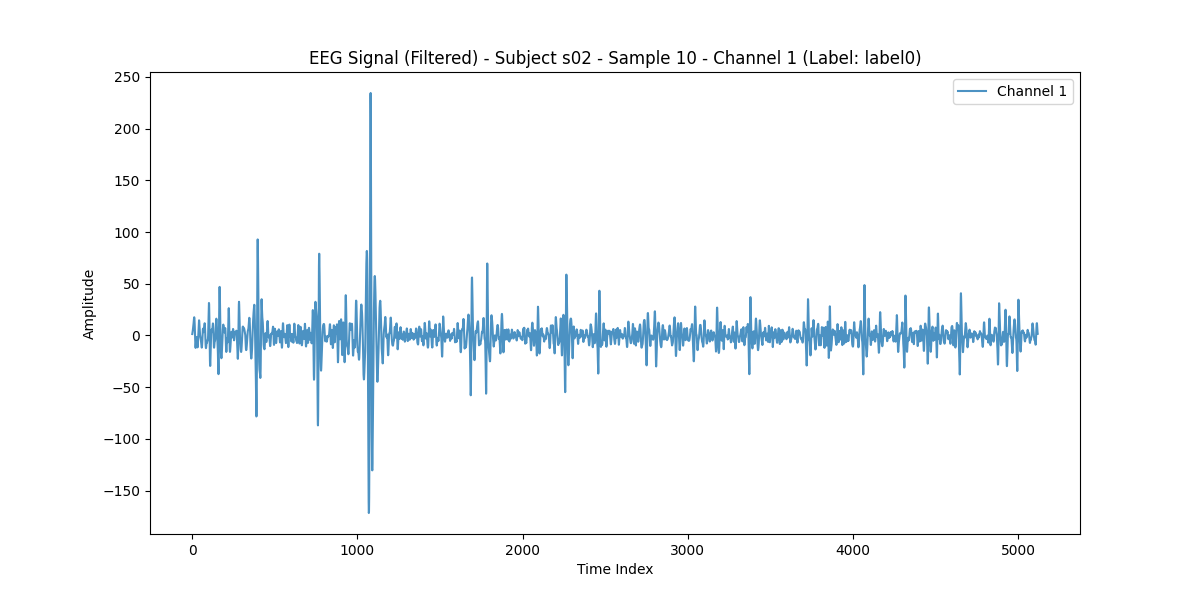 EEG Signal (Filtered) - Subject s02 - Sample 10 - Channel 1 (Label: label0)
Channel 1
Amplitude
250
200
150
100
50
0
−50
−100
−150
0 1000 2000 3000 4000 5000
Time Index